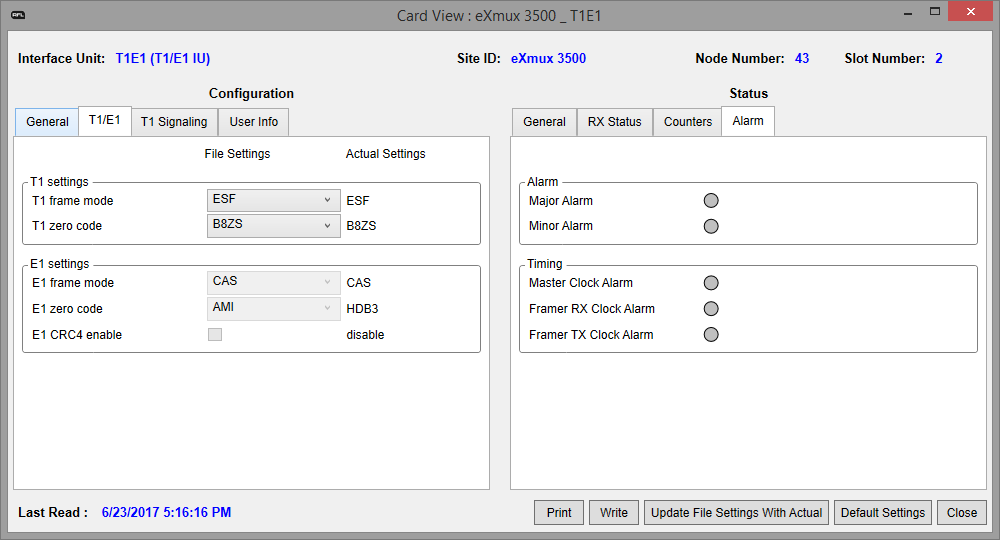 AFL
Card View : eXmux 3500 _ T1E1
Interface Unit: T1E1 (T1/E1 IU) Site ID: eXmux 3500 Node Number: 43 Slot Number: 2
Configuration
General T1/E1 T1 Signaling User Info
File Settings Actual Settings
T1 settings
T1 frame mode ESF ESF
T1 zero code B8ZS B8ZS
E1 settings
E1 frame mode CAS CAS
E1 zero code AMI HDB3
E1 CRC4 enable disable
Status
General RX Status Counters Alarm
Alarm
Major Alarm
Minor Alarm
Timing
Master Clock Alarm
Framer RX Clock Alarm
Framer TX Clock Alarm
Last Read : 6/23/2017 5:16:16 PM
Print Write Update File Settings With Actual Default Settings Close